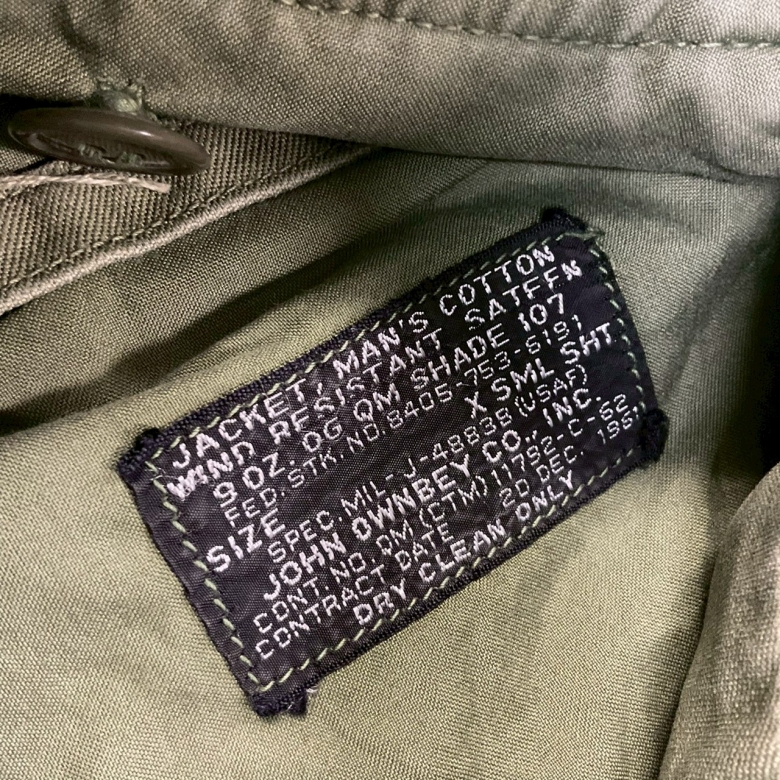 JACKET, MAN'S COTTON
WIND RESISTANT SATEEN
9 OZ. OG QM SHADE 107
FED. STK. NO. 8405-753-6191
SIZE X SML SHT
SPEC. MIL-J-4883B (USAF)
JOHN OWNBEY CO., INC.
CONT. NO. QM (CTM) 11792-C-62
CONTRACT DATE 20 DEC. 1961
DRY CLEAN ONLY